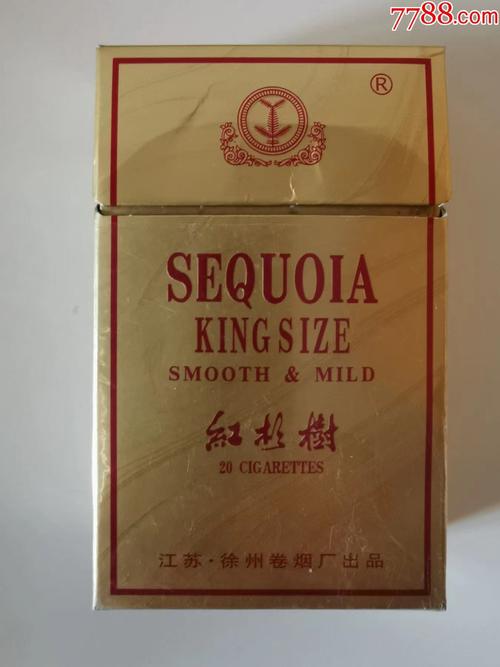 7788.com
®
SEQUOIA
KING SIZE
SMOOTH & MILD
紅杉樹
20 CIGARETTES
江苏·徐州卷烟厂出品